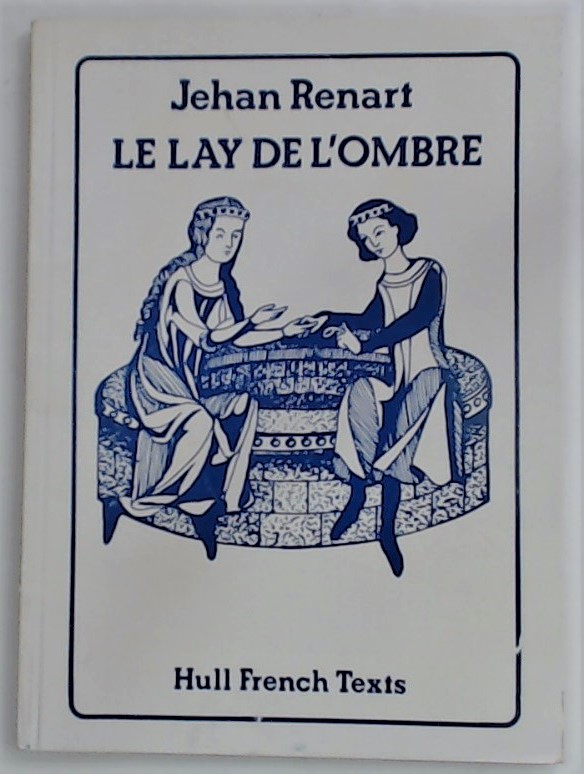 Jehan Renart
LE LAY DE L'OMBRE
Hull French Texts